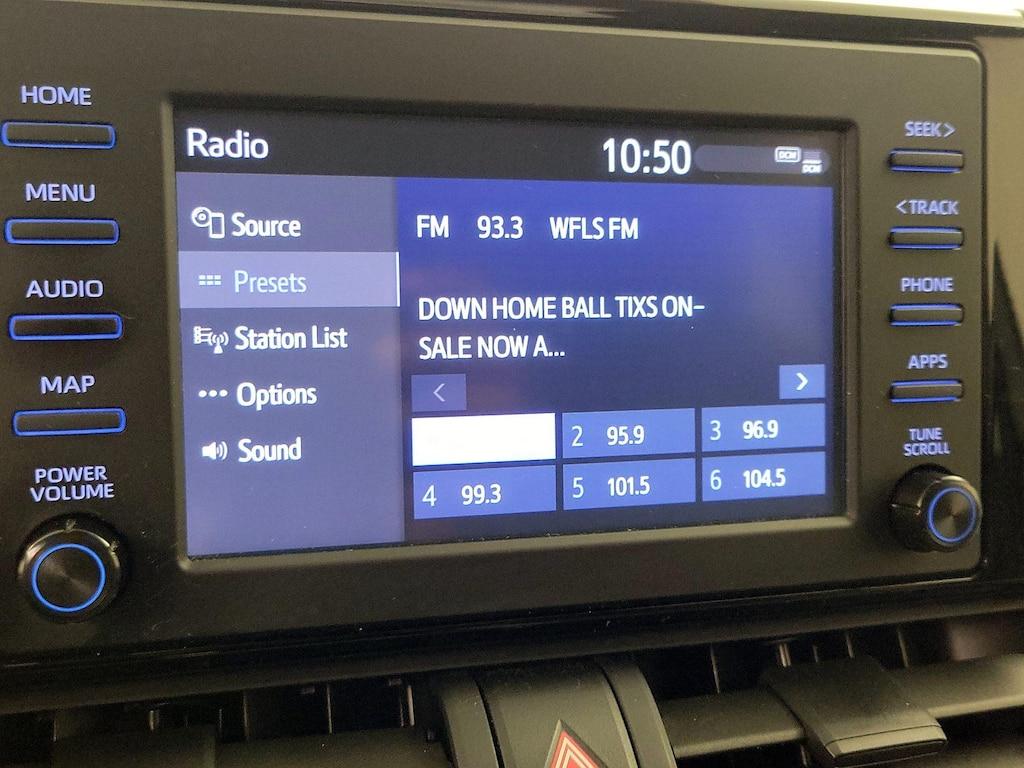 HOME
MENU
AUDIO
MAP
POWER
VOLUME
Radio
10:50
DCM
DCM
Source
Presets
Station List
Options
Sound
FM 93.3 WFLS FM
DOWN HOME BALL TIXS ON-
SALE NOW A...
< >
2 95.9 3 96.9
4 99.3 5 101.5 6 104.5
SEEK>
<TRACK
PHONE
APPS
TUNE
SCROLL